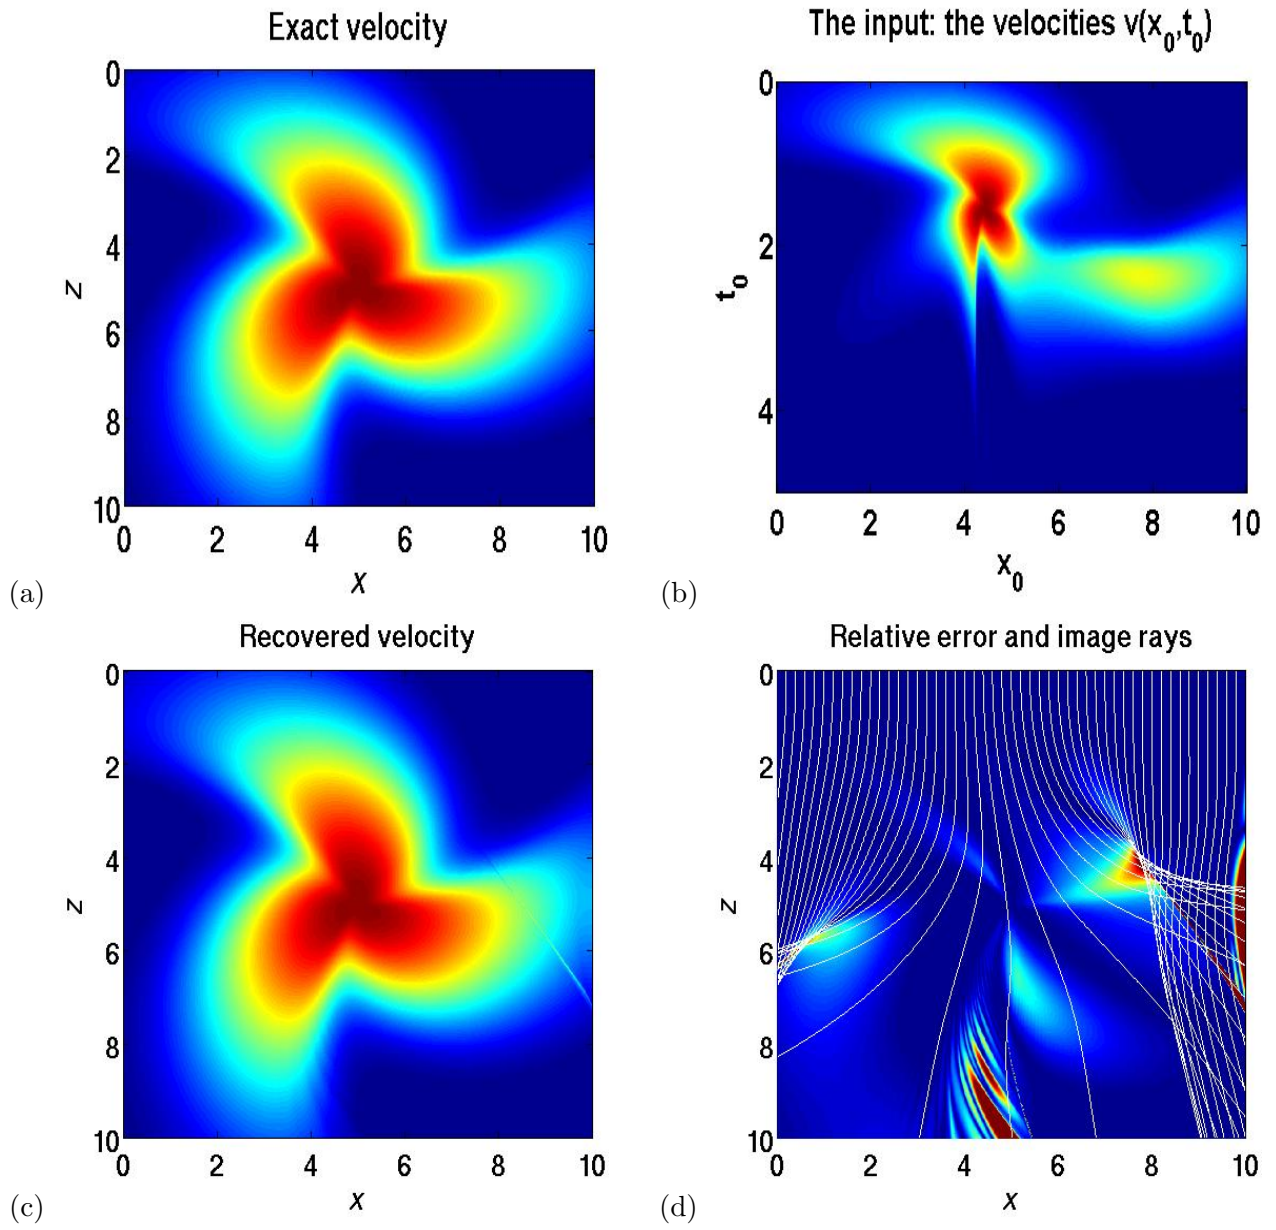 Exact velocity
0
2
4
6
8
10
z
0 2 4 6 8 10
x
(a)
The input: the velocities v(x₀,t₀)
0
2
4
t₀
0 2 4 6 8 10
x₀
(b)
Recovered velocity
0
2
4
6
8
10
z
0 2 4 6 8 10
x
(c)
Relative error and image rays
0
2
4
6
8
10
z
0 2 4 6 8 10
x
(d)